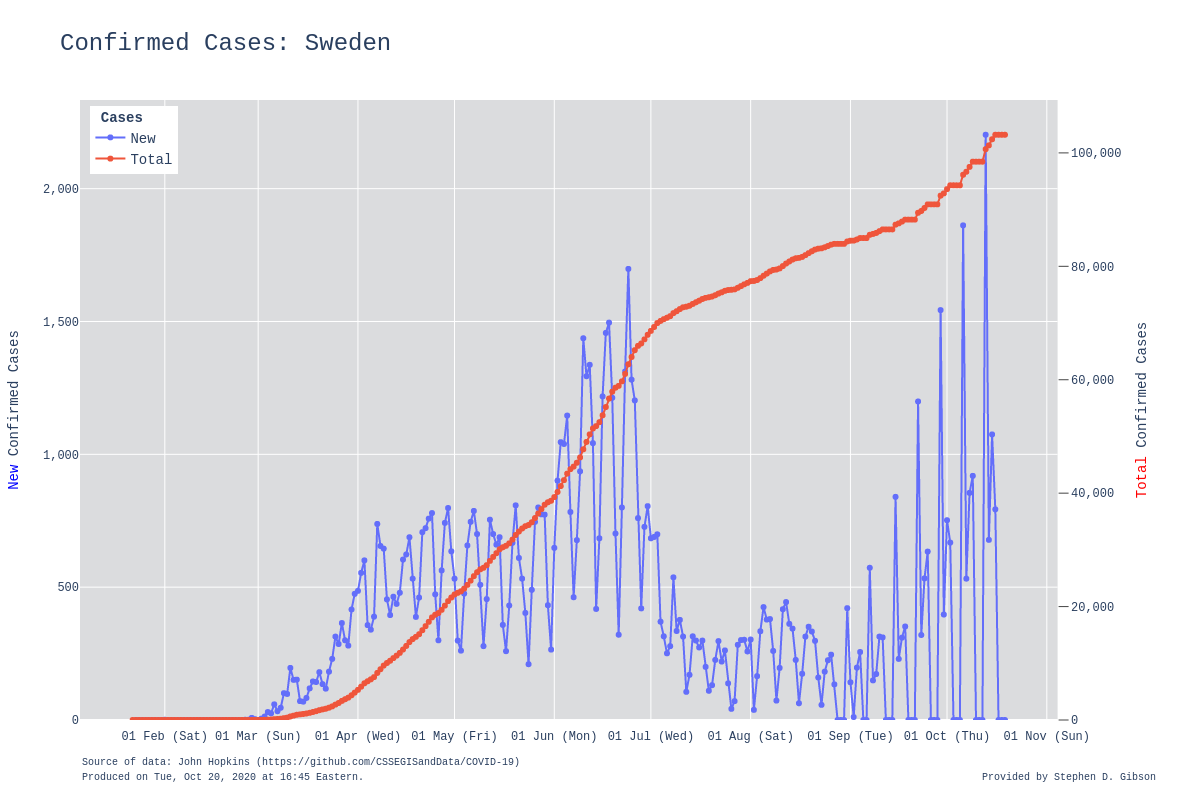 Confirmed Cases: Sweden
Cases
New
Total
2,000
1,500
1,000
500
0
100,000
80,000
60,000
40,000
20,000
0
New Confirmed Cases
Total Confirmed Cases
01 Feb (Sat) 01 Mar (Sun) 01 Apr (Wed) 01 May (Fri) 01 Jun (Mon) 01 Jul (Wed) 01 Aug (Sat) 01 Sep (Tue) 01 Oct (Thu) 01 Nov (Sun)
Source of data: John Hopkins (https://github.com/CSSEGISandData/COVID-19)
Produced on Tue, Oct 20, 2020 at 16:45 Eastern.
Provided by Stephen D. Gibson